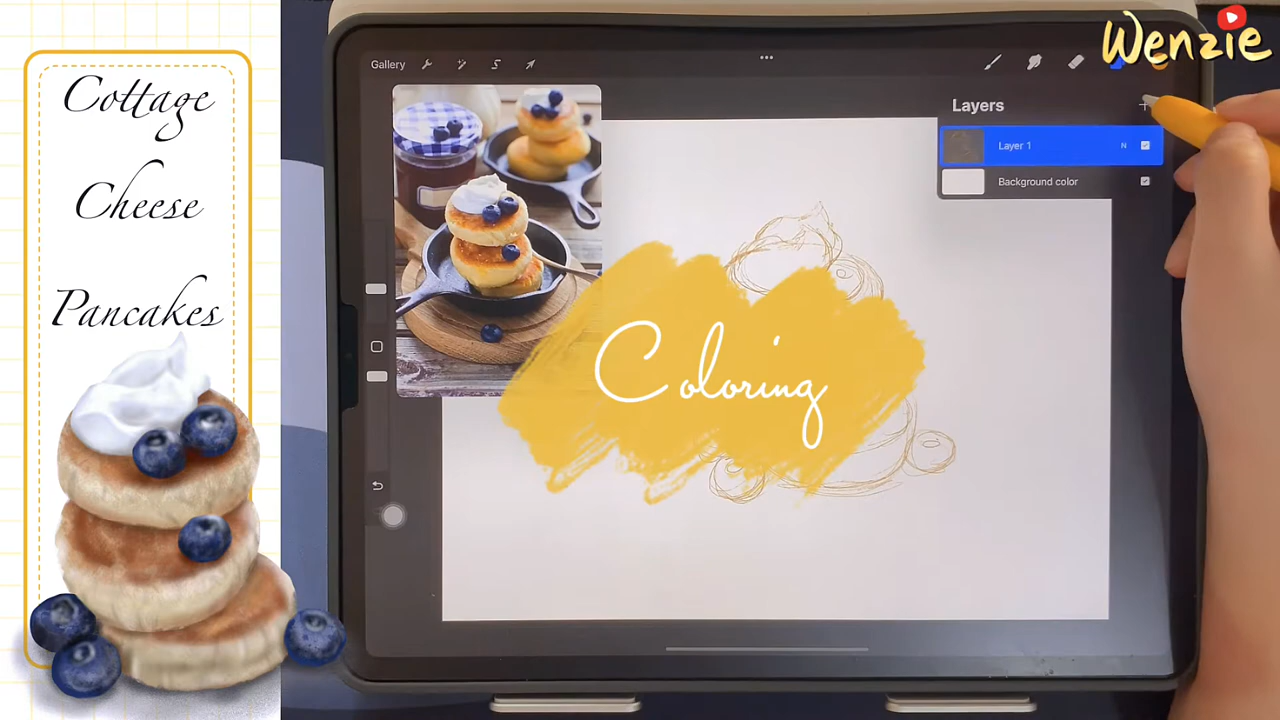 Cottage
Cheese
Pancakes
Wenzie
Gallery
Layers
Layer 1
N
Background color
Coloring